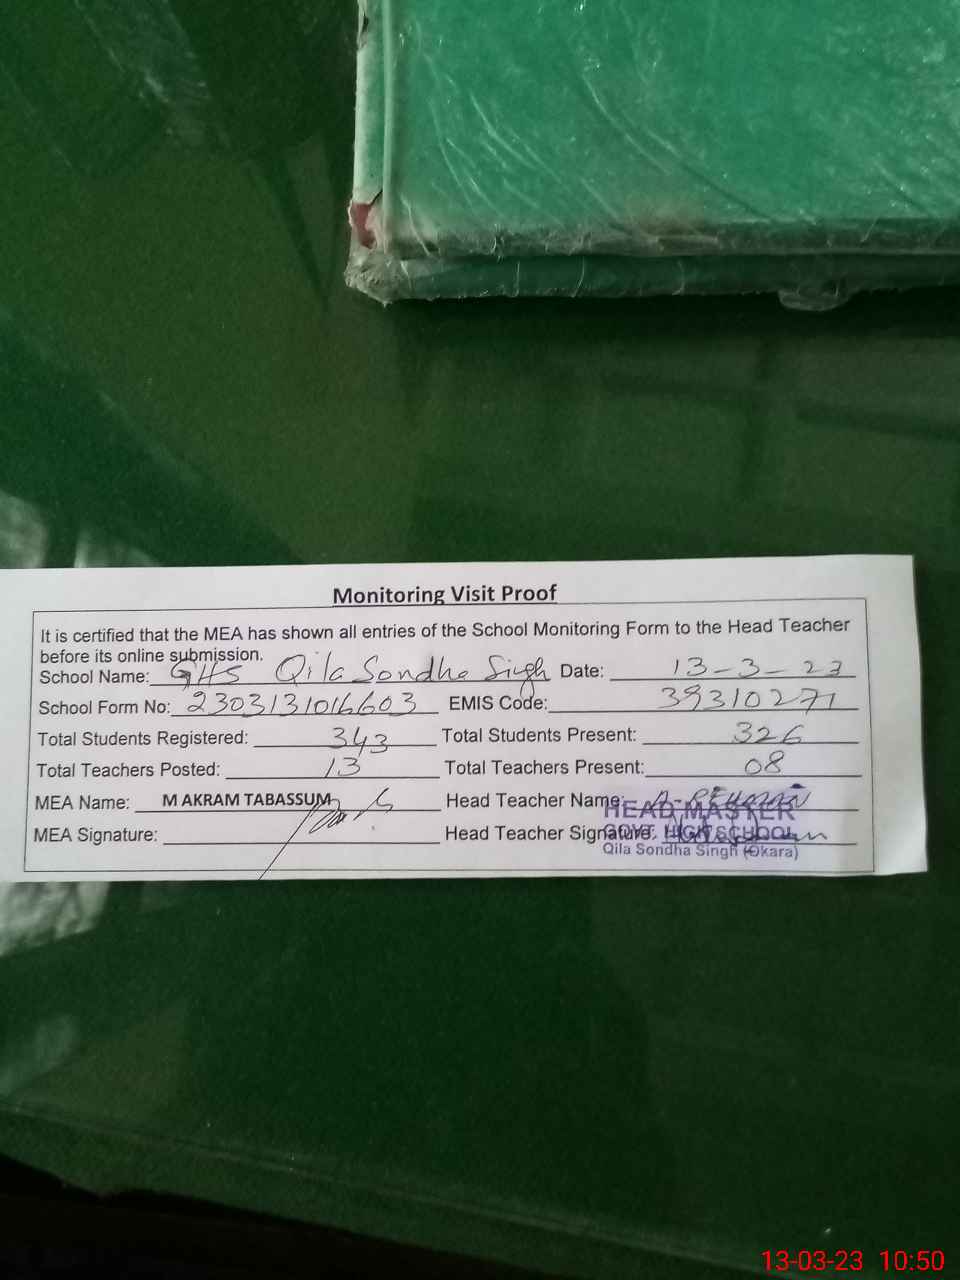 Monitoring Visit Proof
It is certified that the MEA has shown all entries of the School Monitoring Form to the Head Teacher
before its online submission.
School Name: GHS Qila Sondha Singh Date: 13-3-23
School Form No: 2303131016603 EMIS Code: 39310271
Total Students Registered: 343 Total Students Present: 326
Total Teachers Posted: 13 Total Teachers Present: 08
MEA Name: M AKRAM TABASSUM Head Teacher Name: A-REHMAN
HEAD MASTER
MEA Signature: Head Teacher Signature:
GOVT. HIGH SCHOOL
Qila Sondha Singh (Okara)
13-03-23 10:50